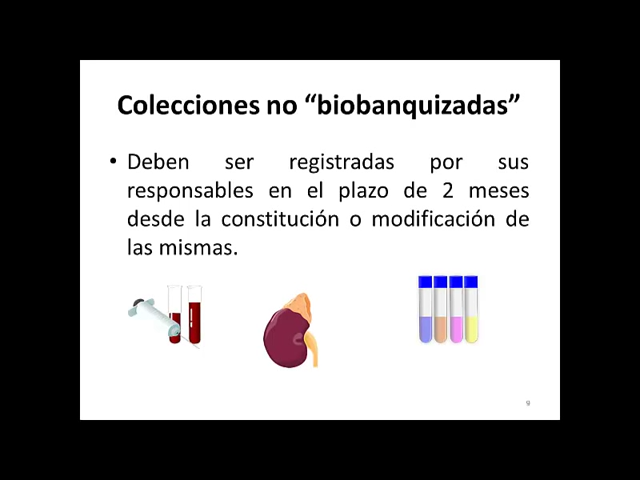 Colecciones no “biobanquizadas”
• Deben ser registradas por sus
responsables en el plazo de 2 meses
desde la constitución o modificación de
las mismas.
9